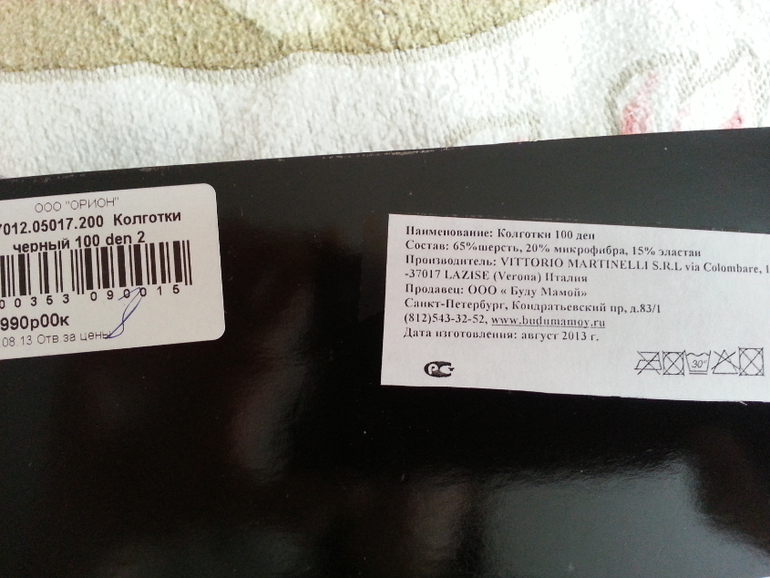 ООО "ОРИОН"
7012.05017.200 Колготки
черный 100 den 2
00353 090015
990р00к
.08.13 Отв за цены
Наименование: Колготки 100 ден
Состав: 65%шерсть, 20% микрофибра, 15% эластан
Производитель: VITTORIO MARTINELLI S.R.L via Colombare, 1
-37017 LAZISE (Verona) Италия
Продавец: ООО « Буду Мамой»
Санкт-Петербург, Кондратьевский пр, д.83/1
(812)543-32-52, www.budumamoy.ru
Дата изготовления: август 2013 г.
РС
30°